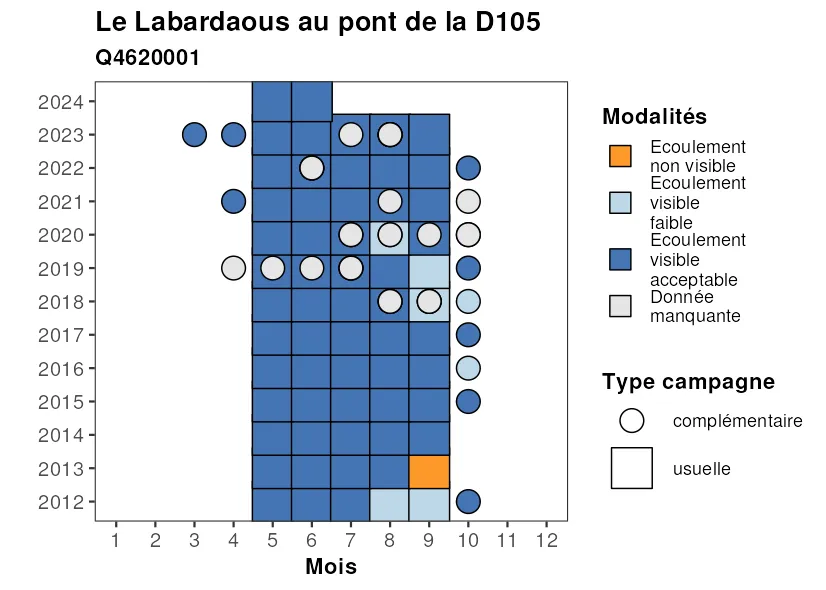 Le Labardaous au pont de la D105
Q4620001
2024
2023
2022
2021
2020
2019
2018
2017
2016
2015
2014
2013
2012
1 2 3 4 5 6 7 8 9 10 11 12
Mois
Modalités
Ecoulement
non visible
Ecoulement
visible
faible
Ecoulement
visible
acceptable
Donnée
manquante
Type campagne
complémentaire
usuelle